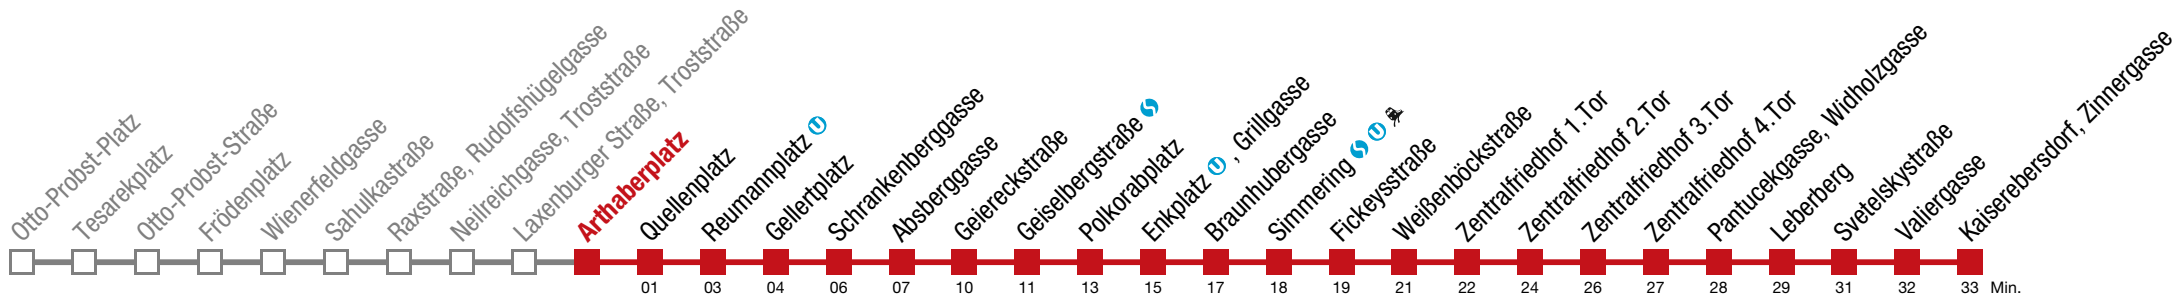 Otto-Probst-Platz
Tesarekplatz
Otto-Probst-Straße
Frödenplatz
Wienerfeldgasse
Sahulkastraße
Raxstraße, Rudolfshügelgasse
Neilreichgasse, Troststraße
Laxenburger Straße, Troststraße
Arthaberplatz
Quellenplatz
Reumannplatz U
Gellertplatz
Schrankenberggasse
Absberggasse
Geiereckstraße
Geiselbergstraße S
Polkorabplatz
Enkplatz U , Grillgasse
Braunhubergasse
Simmering S U
Fickeysstraße
Weißenböckstraße
Zentralfriedhof 1.Tor
Zentralfriedhof 2.Tor
Zentralfriedhof 3.Tor
Zentralfriedhof 4.Tor
Pantucekgasse, Widholzgasse
Leberberg
Svetelskystraße
Valiergasse
Kaiserebersdorf, Zinnergasse
01 03 04 06 07 10 11 13 15 17 18 19 21 22 24 26 27 28 29 31 32 33 Min.